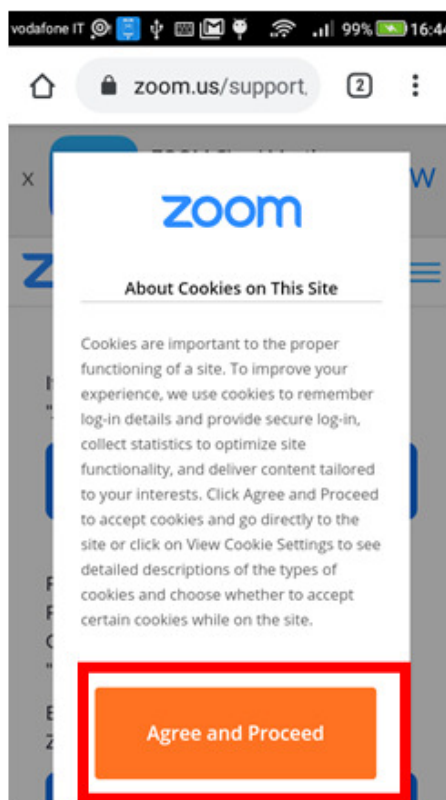 vodafone IT 99% 16:44
zoom.us/support. 2
X W
zoom
About Cookies on This Site
Cookies are important to the proper
functioning of a site. To improve your
experience, we use cookies to remember
log-in details and provide secure log-in,
collect statistics to optimize site
functionality, and deliver content tailored
to your interests. Click Agree and Proceed
to accept cookies and go directly to the
site or click on View Cookie Settings to see
detailed descriptions of the types of
cookies and choose whether to accept
certain cookies while on the site.
Agree and Proceed